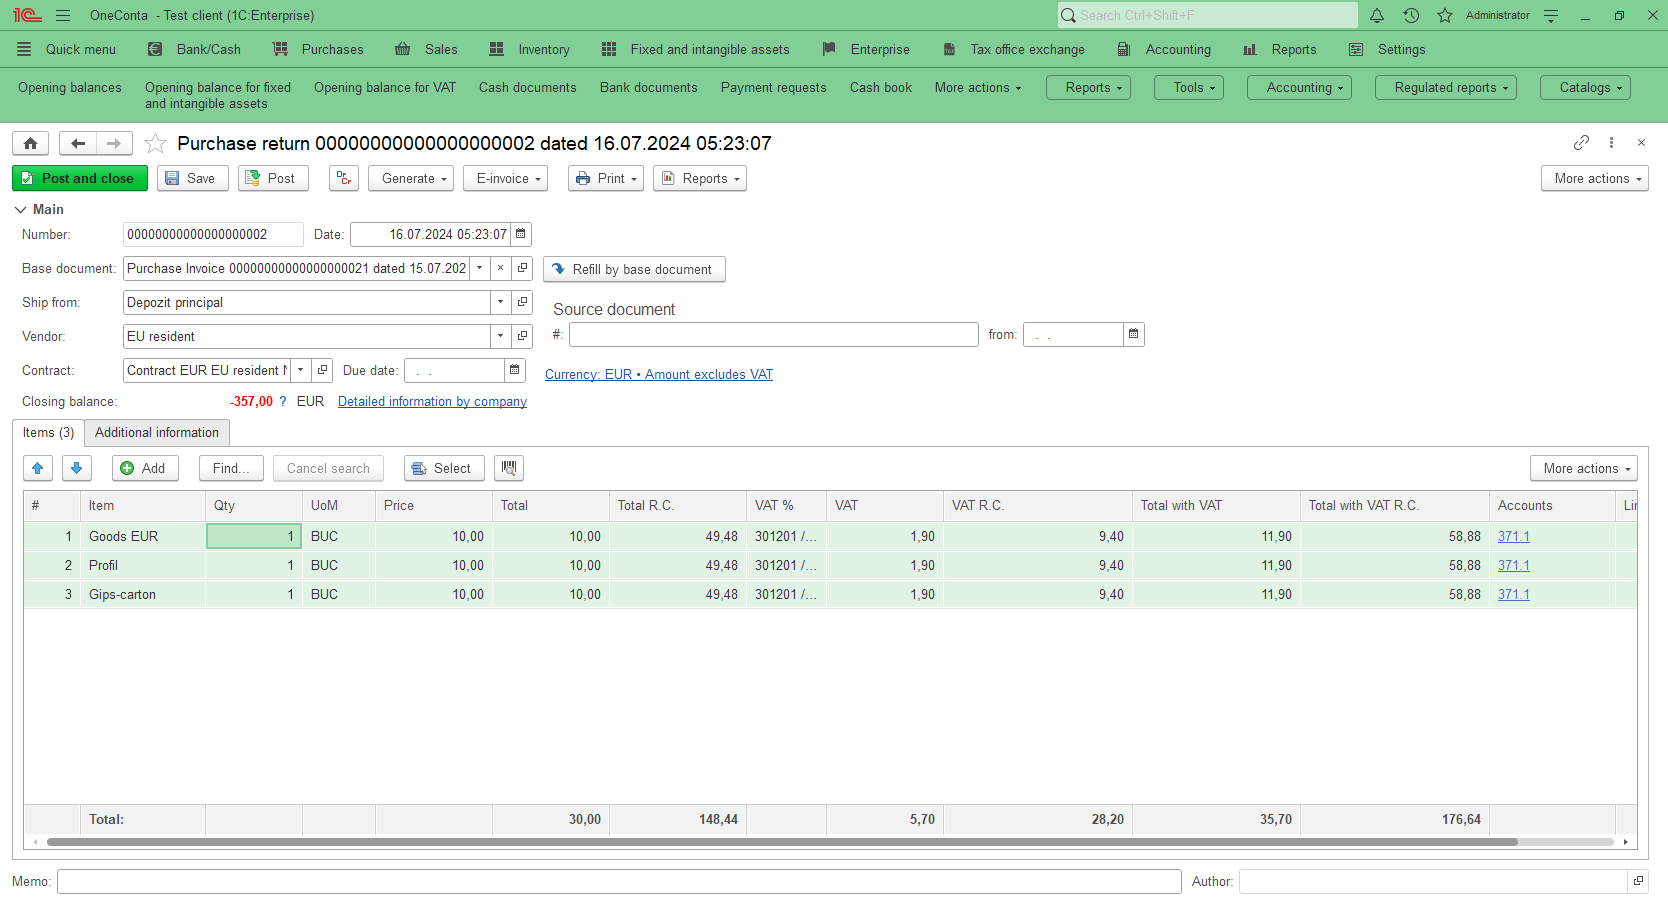 OneConta - Test client (1C:Enterprise)
Search Ctrl+Shift+F
Administrator
Quick menu
Bank/Cash
Purchases
Sales
Inventory
Fixed and intangible assets
Enterprise
Tax office exchange
Accounting
Reports
Settings
Opening balances
Opening balance for fixed
and intangible assets
Opening balance for VAT
Cash documents
Bank documents
Payment requests
Cash book
More actions
Reports
Tools
Accounting
Regulated reports
Catalogs
Purchase return 00000000000000000002 dated 16.07.2024 05:23:07
Post and close
Save
Post
Dr Cr
Generate
E-invoice
Print
Reports
More actions
Main
Number: 00000000000000000002 Date: 16.07.2024 05:23:07
Base document: Purchase Invoice 00000000000000000021 dated 15.07.202
Refill by base document
Ship from: Depozit principal
Source document
Vendor: EU resident
#: from: . .
Contract: Contract EUR EU resident Due date: . .
Currency: EUR • Amount excludes VAT
Closing balance: -357,00 ? EUR Detailed information by company
Items (3)
Additional information
Add
Find...
Cancel search
Select
More actions
# Item Qty UoM Price Total Total R.C. VAT % VAT VAT R.C. Total with VAT Total with VAT R.C. Accounts
1 Goods EUR 1 BUC 10,00 10,00 49,48 301201 /... 1,90 9,40 11,90 58,88 371.1
2 Profil 1 BUC 10,00 10,00 49,48 301201 /... 1,90 9,40 11,90 58,88 371.1
3 Gips-carton 1 BUC 10,00 10,00 49,48 301201 /... 1,90 9,40 11,90 58,88 371.1
Total: 30,00 148,44 5,70 28,20 35,70 176,64
Memo:
Author: